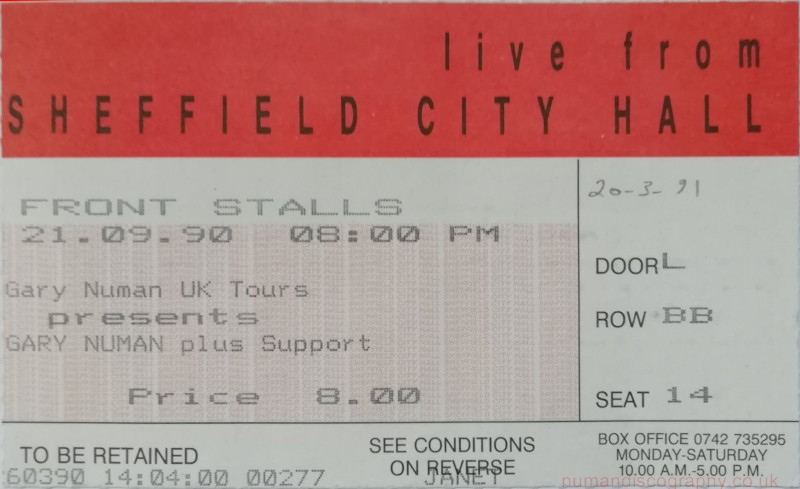 live from
SHEFFIELD CITY HALL
FRONT STALLS
21.09.90 08:00 PM
Gary Numan UK Tours
presents
GARY NUMAN plus Support
Price 8.00
20-3-91
DOOR L
ROW BB
SEAT 14
TO BE RETAINED
SEE CONDITIONS
ON REVERSE
60390 14:04:00 00277 JANET
BOX OFFICE 0742 735295
MONDAY-SATURDAY
10.00 A.M.-5.00 P.M.
numandiscography.co.uk